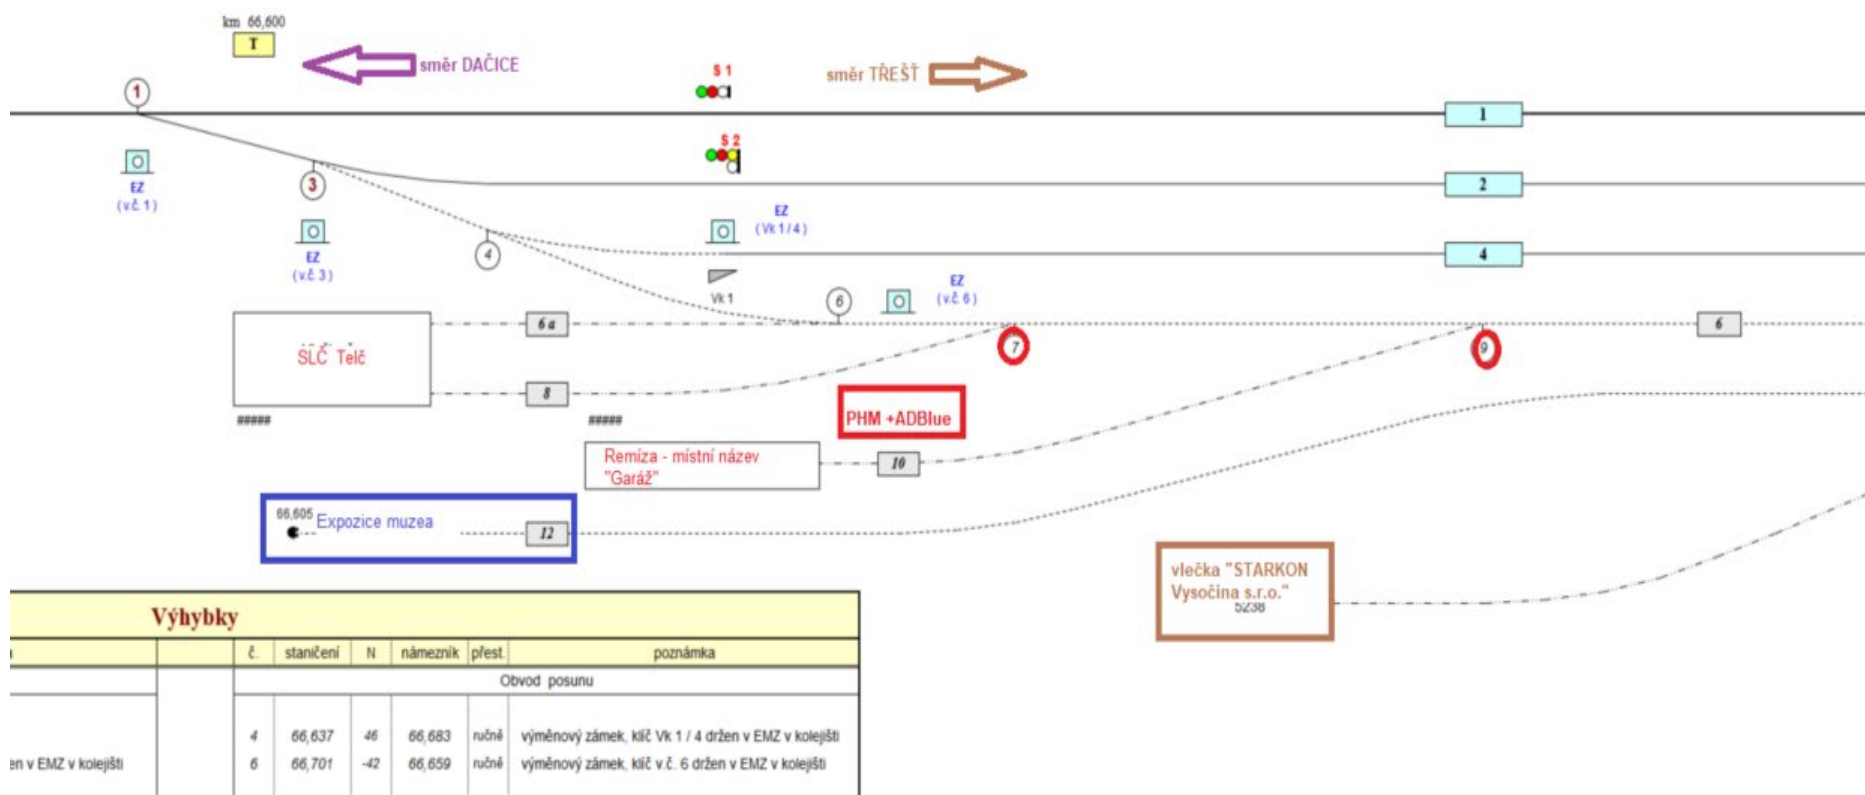 km 66,600
T
směr DAČICE
směr TŘEŠŤ
S 1
1
1
S 2
EZ
( v.č. 1 )
3
2
EZ
( v.č. 3 )
4
EZ
( Vk 1 / 4 )
4
Vk 1
6
EZ
( v.č. 6 )
6 a
SLČ Telč
7
9
6
8
#####
#####
PHM +ADBlue
Remíza - místní název
"Garáž"
10
66,605
Expozice muzea
12
vlečka "STARKON
Vysočina s.r.o."
5238
Výhybky
č. staničení N námezník přest. poznámka
Obvod posunu
4 66,637 46 66,683 ručně výměnový zámek, klíč Vk 1 / 4 držen v EMZ v kolejišti
en v EMZ v kolejišti 6 66,701 -42 66,659 ručně výměnový zámek, klíč v.č. 6 držen v EMZ v kolejišti